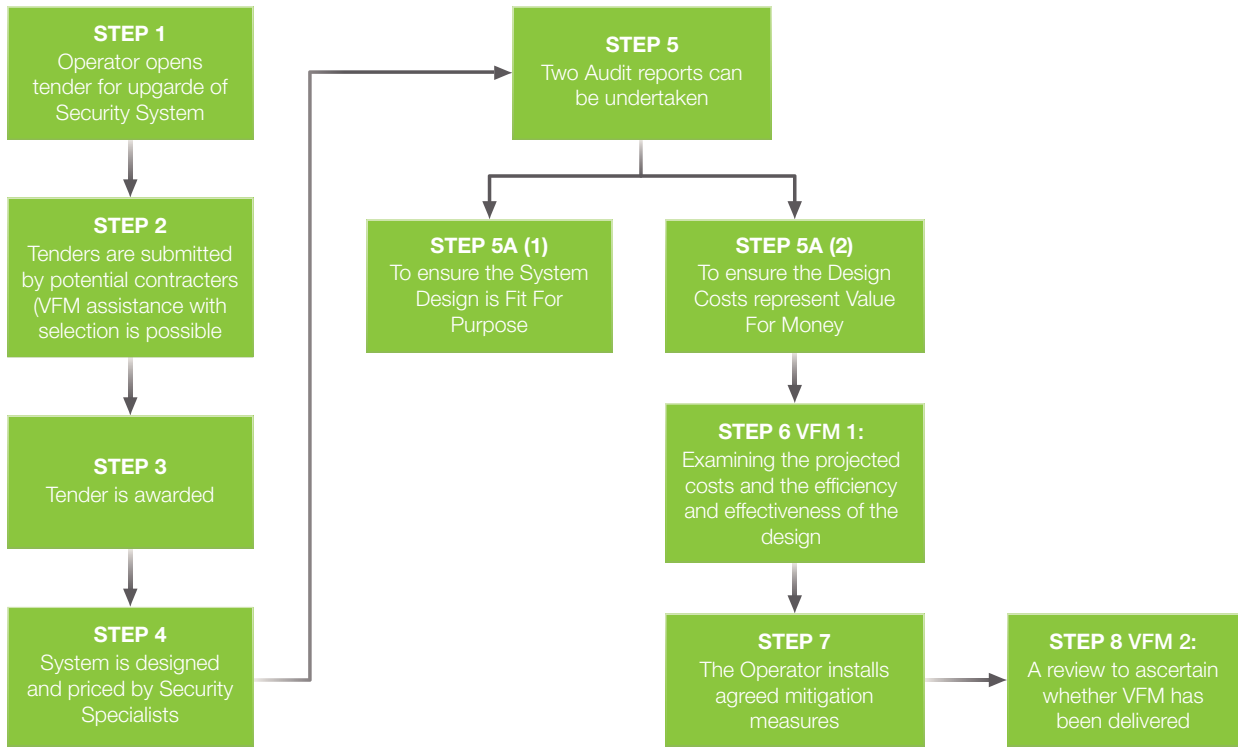 STEP 1
Operator opens
tender for upgarde of
Security System
STEP 2
Tenders are submitted
by potential contracters
(VFM assistance with
selection is possible
STEP 3
Tender is awarded
STEP 4
System is designed
and priced by Security
Specialists
STEP 5
Two Audit reports can
be undertaken
STEP 5A (1)
To ensure the System
Design is Fit For
Purpose
STEP 5A (2)
To ensure the Design
Costs represent Value
For Money
STEP 6 VFM 1:
Examining the projected
costs and the efficiency
and effectiveness of the
design
STEP 7
The Operator installs
agreed mitigation
measures
STEP 8 VFM 2:
A review to ascertain
whether VFM has
been delivered